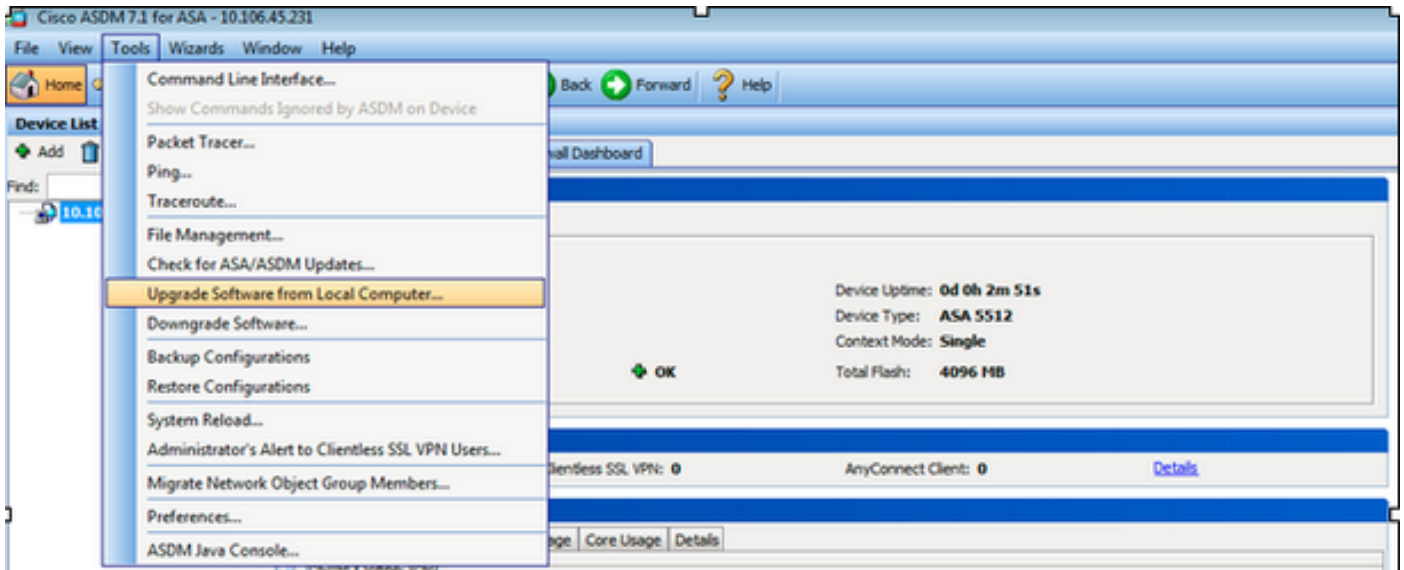 Cisco ASDM 7.1 for ASA - 10.106.45.231
File View Tools Wizards Window Help
Home Back Forward Help
Command Line Interface...
Show Commands Ignored by ASDM on Device
Device List
Packet Tracer...
Add Dashboard
Ping...
Find:
Traceroute...
File Management...
Check for ASA/ASDM Updates...
Upgrade Software from Local Computer...
Device Uptime: 0d 0h 2m 51s
Downgrade Software...
Device Type: ASA 5512
Context Mode: Single
Backup Configurations
OK Total Flash: 4096 MB
Restore Configurations
System Reload...
Administrator's Alert to Clientless SSL VPN Users...
SSL VPN: 0 AnyConnect Client: 0 Details
Migrate Network Object Group Members...
Preferences...
Core Usage Details
ASDM Java Console...